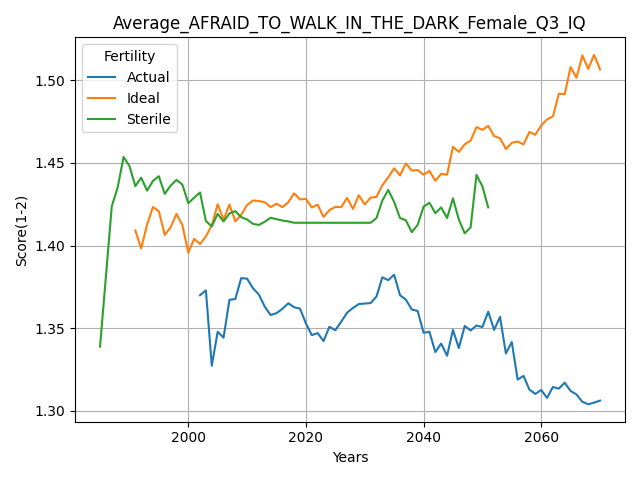 Average_AFRAID_TO_WALK_IN_THE_DARK_Female_Q3_IQ
Fertility
Actual
Ideal
Sterile
Score(1-2)
1.50
1.45
1.40
1.35
1.30
2000 2020 2040 2060
Years